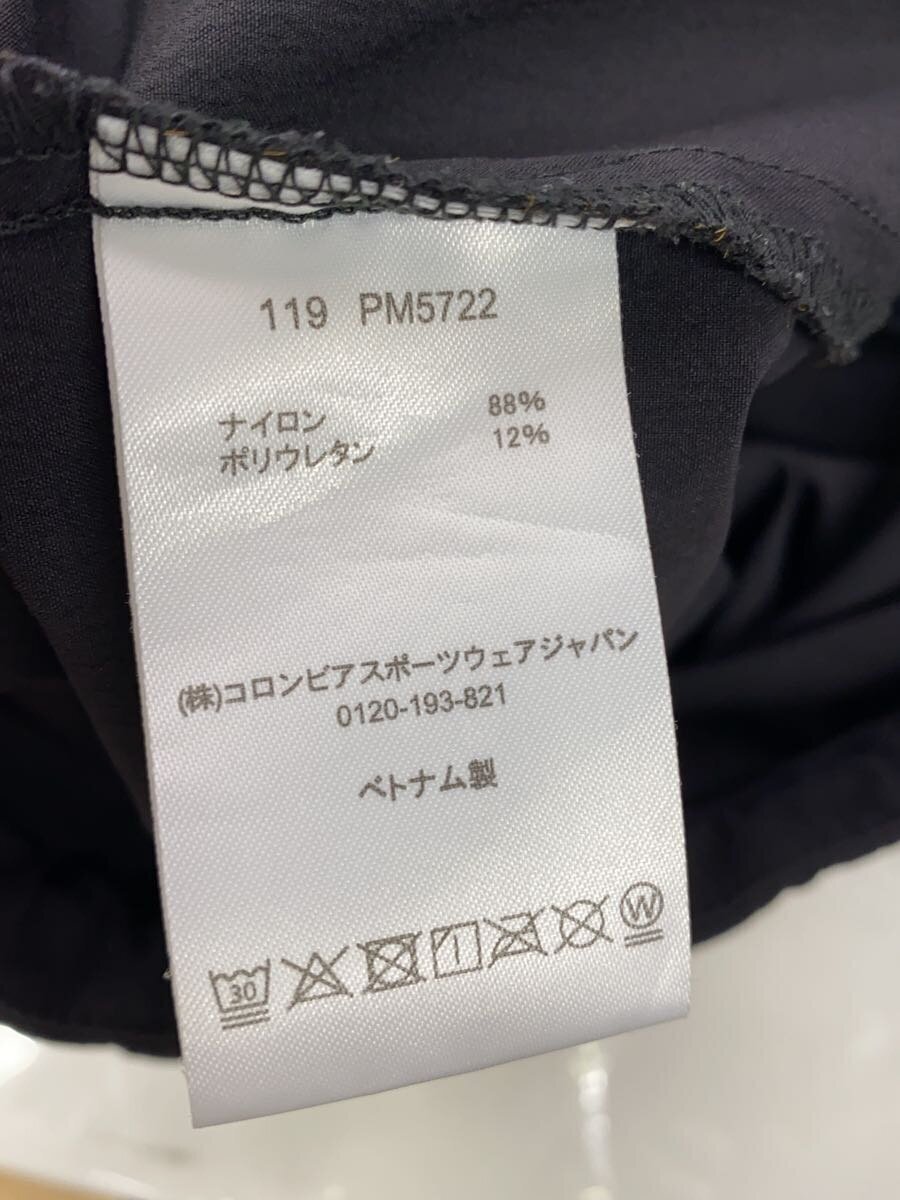 119 PM5722
ナイロン 88%
ポリウレタン 12%
(株)コロンビアスポーツウェアジャパン
0120-193-821
ベトナム製
30 W